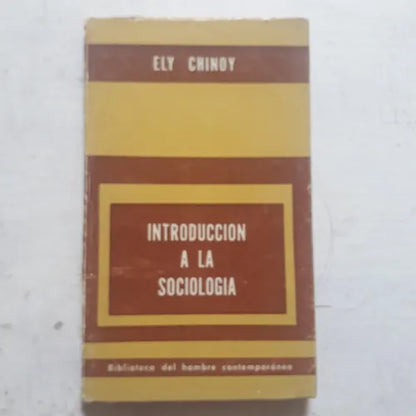 ELY CHINOY
INTRODUCCION
A LA
SOCIOLOGIA
Biblioteca del hombre contemporáneo